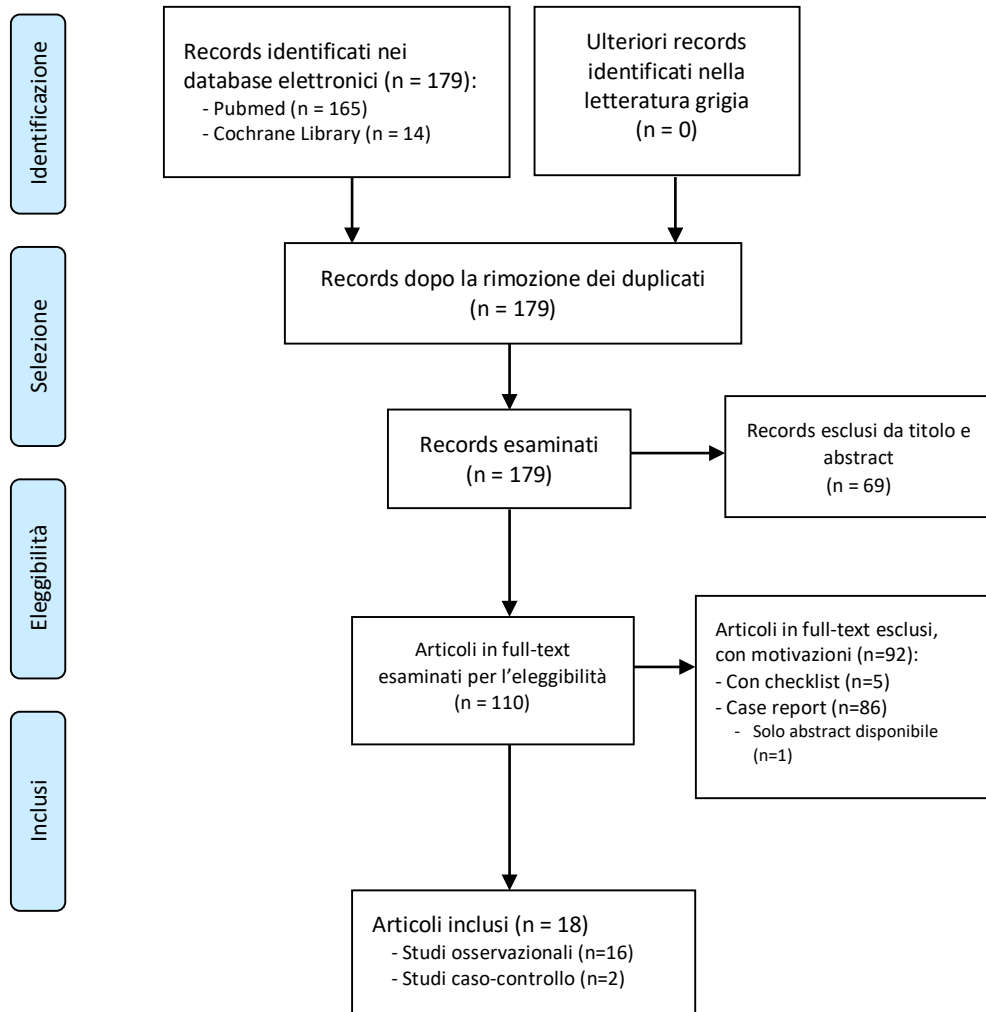 Identificazione
Records identificati nei
database elettronici (n = 179):
- Pubmed (n = 165)
- Cochrane Library (n = 14)
Ulteriori records
identificati nella
letteratura grigia
(n = 0)
Selezione
Records dopo la rimozione dei duplicati
(n = 179)
Records esaminati
(n = 179)
Records esclusi da titolo e
abstract
(n = 69)
Eleggibilità
Articoli in full-text
esaminati per l'eleggibilità
(n = 110)
Articoli in full-text esclusi,
con motivazioni (n=92):
- Con checklist (n=5)
- Case report (n=86)
- Solo abstract disponibile
(n=1)
Inclusi
Articoli inclusi (n = 18)
- Studi osservazionali (n=16)
- Studi caso-controllo (n=2)